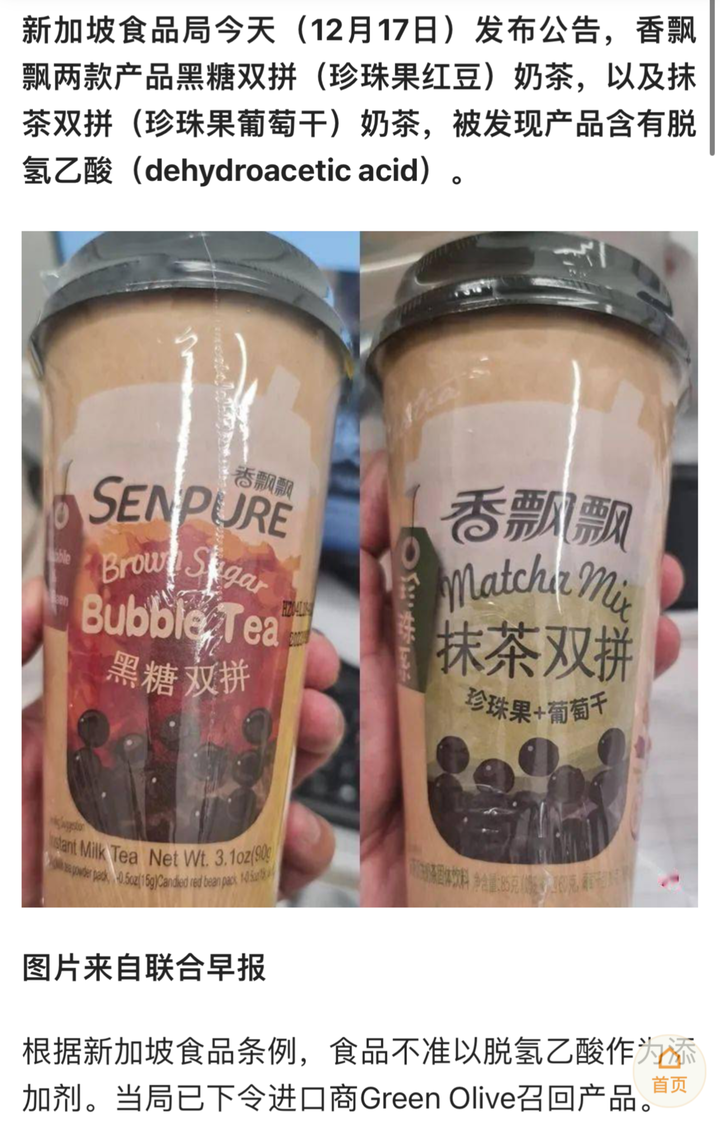 新加坡食品局今天（12月17日）发布公告，香飘
飘两款产品黑糖双拼（珍珠果红豆）奶茶，以及抹
茶双拼（珍珠果葡萄干）奶茶，被发现产品含有脱
氢乙酸（dehydroacetic acid）。
香飘飘
SENPURE
Brown Sugar
Bubble Tea
黑糖双拼
Instant Milk Tea Net Wt. 3.1oz(90g
香飘飘
Matcha Mix
抹茶双拼
珍珠果+葡萄干
图片来自联合早报
根据新加坡食品条例，食品不准以脱氢乙酸作为添
加剂。当局已下令进口商Green Olive召回产品。
首页